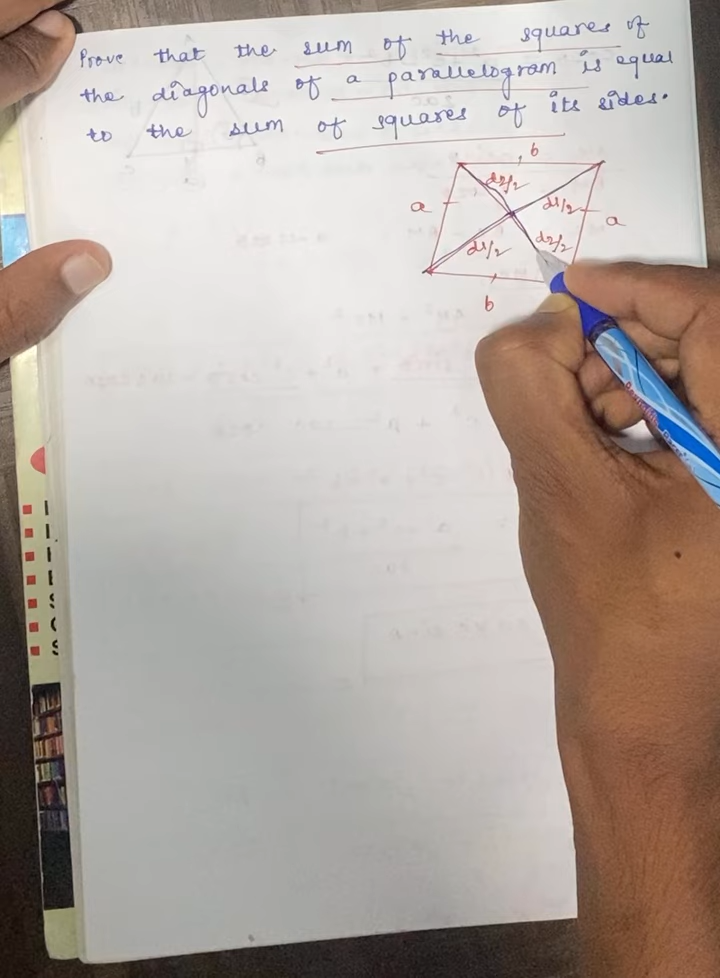 Prove that the sum of the squares of
the diagonals of a parallelogram is equal
to the sum of squares of its sides.
b
d2/2
a
d1/2
a
d1/2
d2/2
b